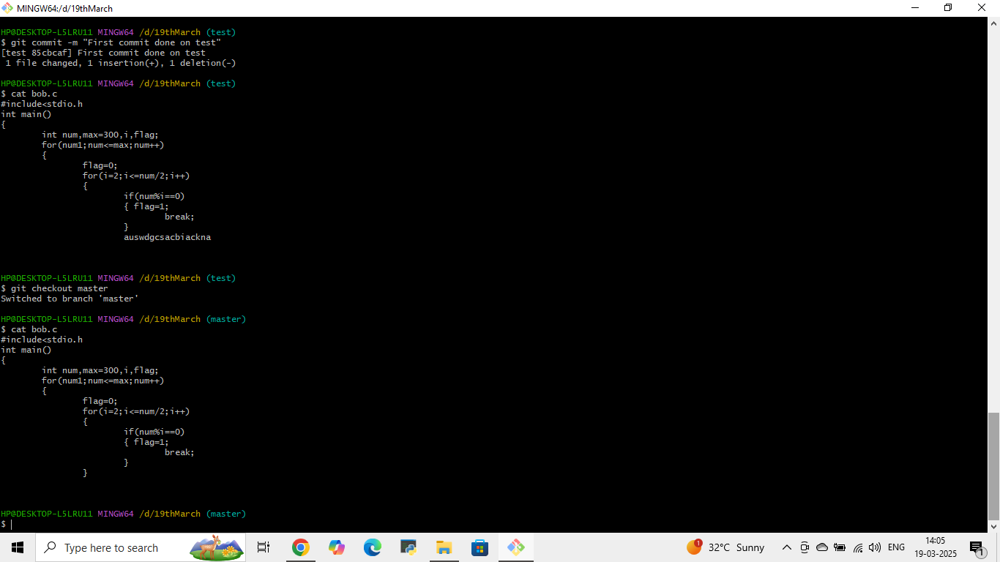 MINGW64:/d/19thMarch
HP@DESKTOP-L5LRU11 MINGW64 /d/19thMarch (test)
$ git commit -m "First commit done on test"
[test 85cbcaf] First commit done on test
 1 file changed, 1 insertion(+), 1 deletion(-)
HP@DESKTOP-L5LRU11 MINGW64 /d/19thMarch (test)
$ cat bob.c
#include<stdio.h
int main()
{
        int num,max=300,i,flag;
        for(num1;num<=max;num++)
        {
                flag=0;
                for(i=2;i<=num/2;i++)
                {
                        if(num%i==0)
                        { flag=1;
                                break;
                        }
                        auswdgcsacbiackna
HP@DESKTOP-L5LRU11 MINGW64 /d/19thMarch (test)
$ git checkout master
Switched to branch 'master'
HP@DESKTOP-L5LRU11 MINGW64 /d/19thMarch (master)
$ cat bob.c
#include<stdio.h
int main()
{
        int num,max=300,i,flag;
        for(num1;num<=max;num++)
        {
                flag=0;
                for(i=2;i<=num/2;i++)
                {
                        if(num%i==0)
                        { flag=1;
                                break;
                        }
                }
HP@DESKTOP-L5LRU11 MINGW64 /d/19thMarch (master)
$
Type here to search
1
32°C Sunny
ENG
14:05
19-03-2025
1